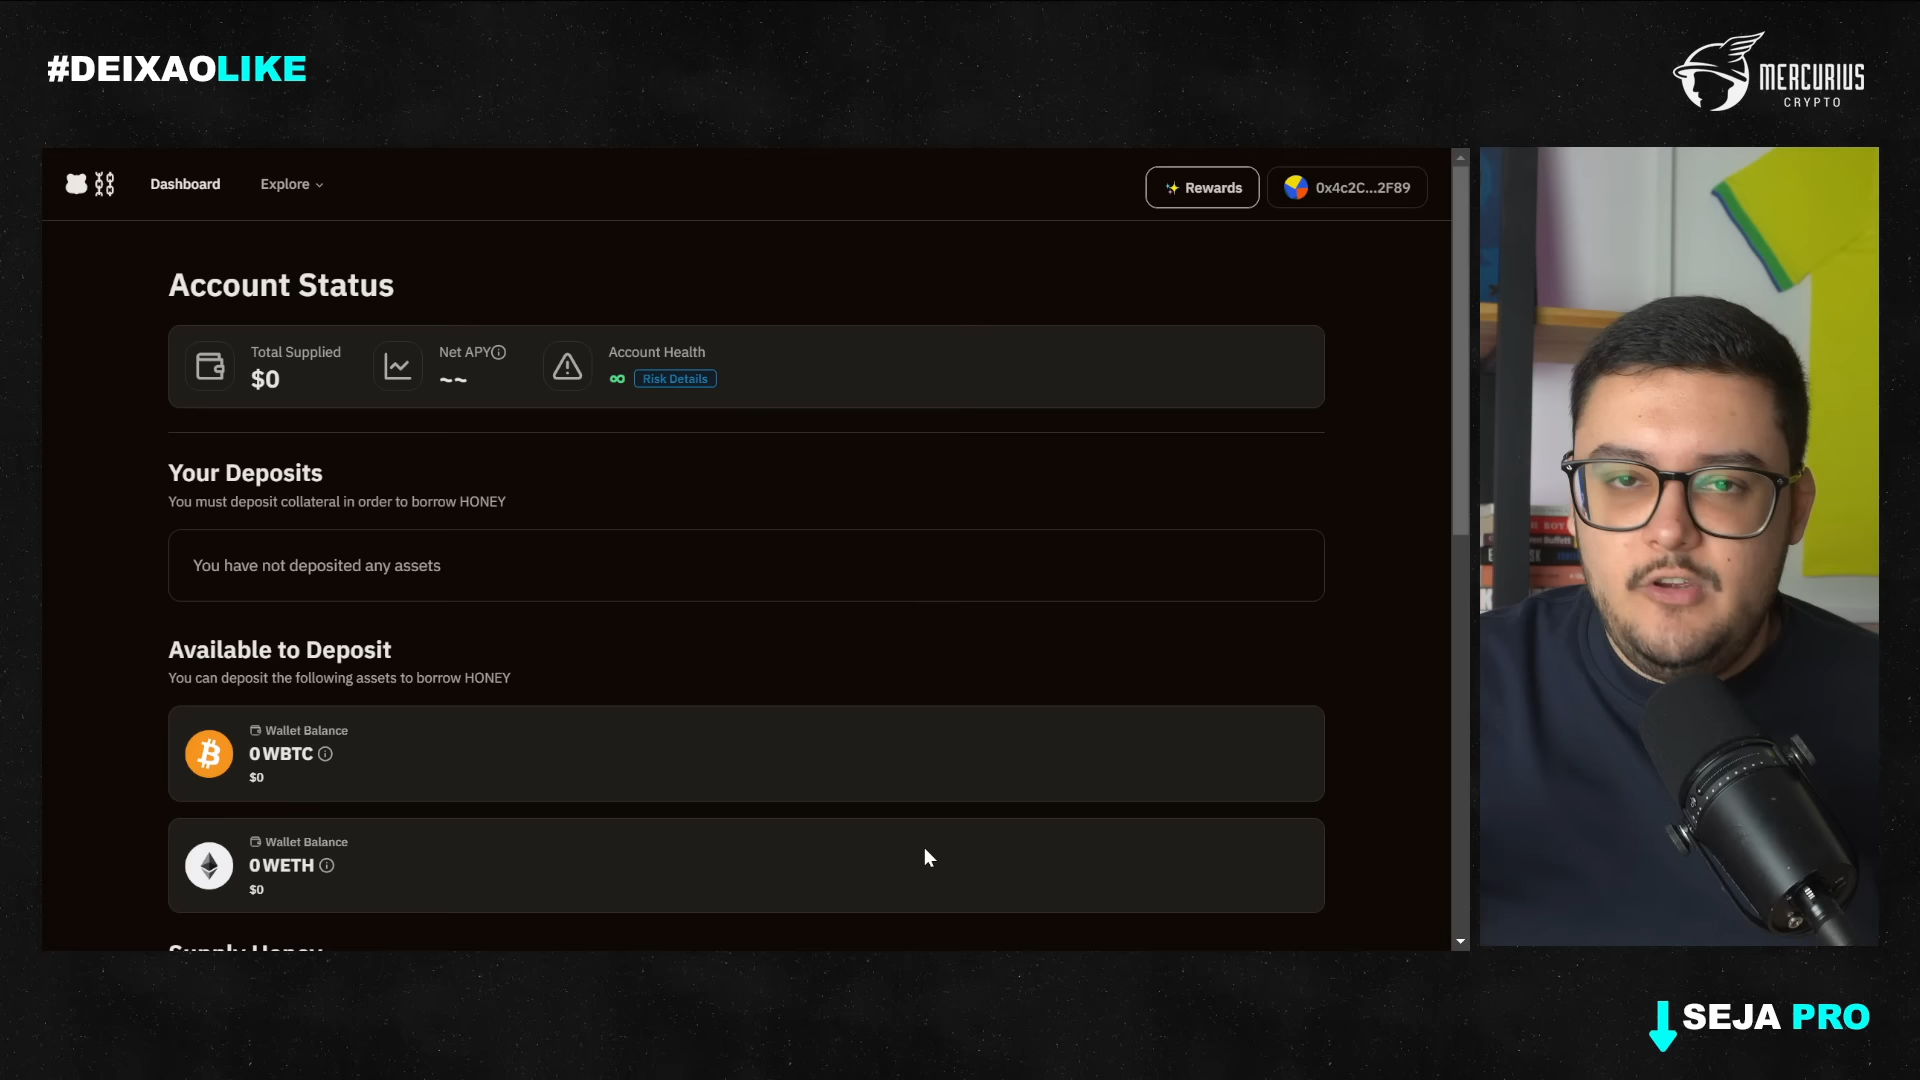 #DEIXAOLIKE
MERCURIUS
CRYPTO
Dashboard
Explore
Rewards
0x4c2C...2F89
Account Status
Total Supplied
$0
Net APY
~~
Account Health
∞ Risk Details
Your Deposits
You must deposit collateral in order to borrow HONEY
You have not deposited any assets
Available to Deposit
You can deposit the following assets to borrow HONEY
Wallet Balance
0 WBTC
$0
Wallet Balance
0 WETH
$0
Supply Honey
SEJA PRO